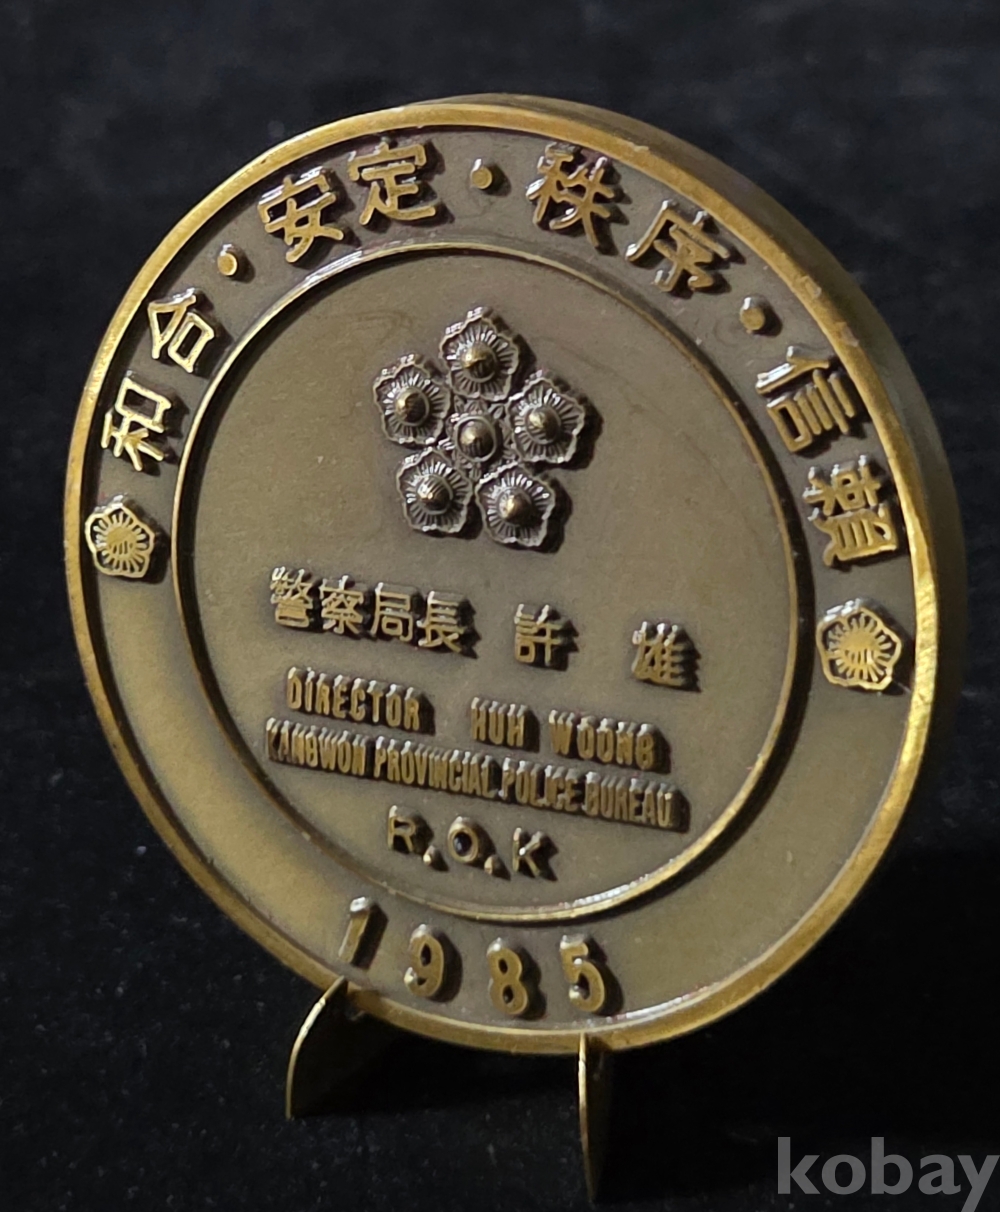 和合·安定·秩序·信賴
警察局長 許 雄
DIRECTOR HUH WOONG
KANGWON PROVINCIAL POLICE BUREAU
R.O.K
1985
kobay